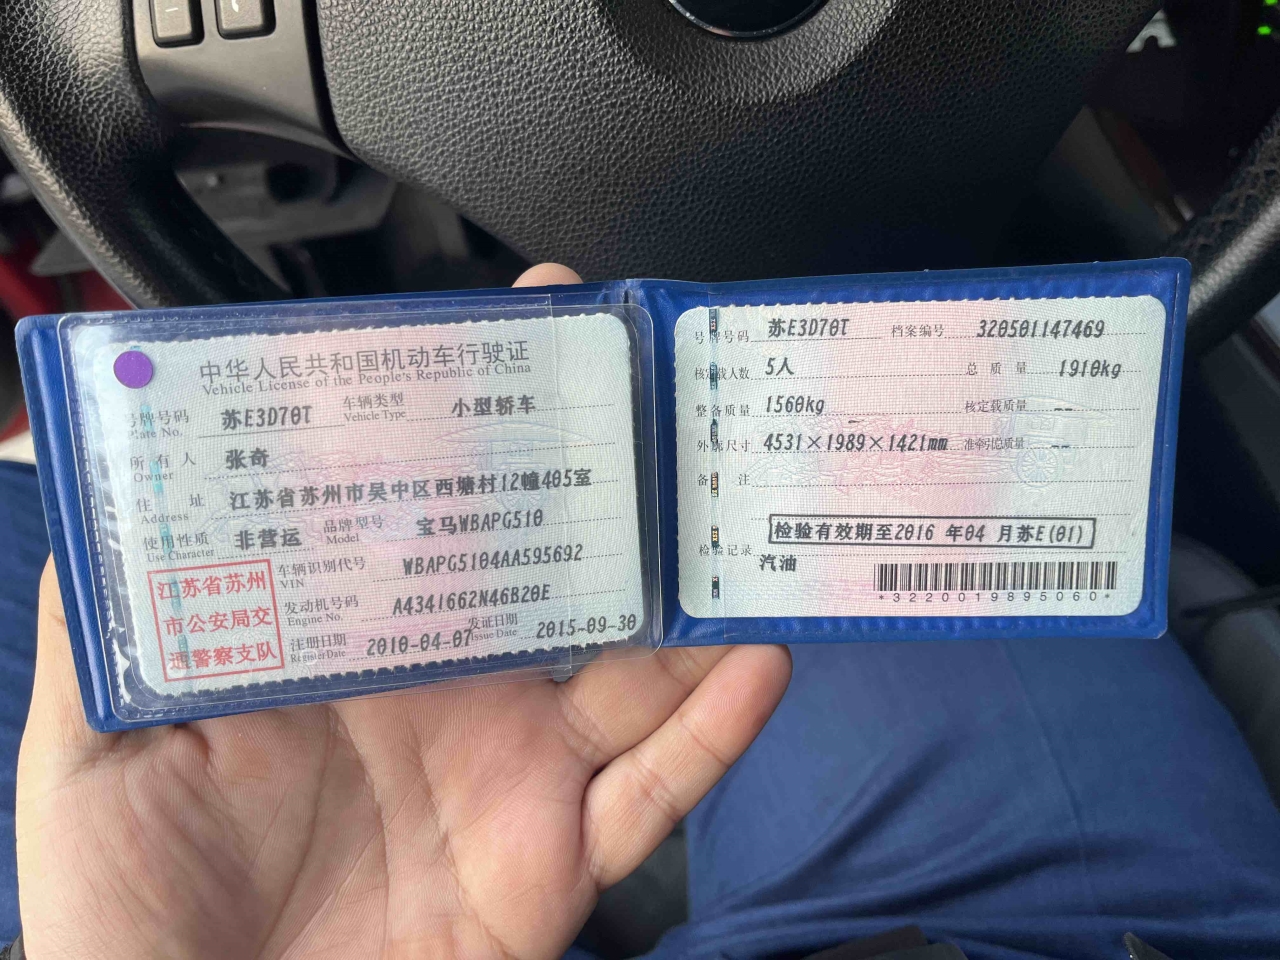 中华人民共和国机动车行驶证
Vehicle License of the People's Republic of China
号牌号码 苏E3D70T 车辆类型 小型轿车
Plate No. Vehicle Type
所有人 张奇
Owner
住址 江苏省苏州市吴中区西塘村12幢405室
Address
使用性质 非营运 品牌型号 宝马WBAPG510
Use Character Model
江苏省苏州
市公安局交
通警察支队
车辆识别代号 WBAPG5104AA595692
VIN
发动机号码 A4341662N46B20E
Engine No.
注册日期 2010-04-07 发证日期 2015-09-30
Register Date Issue Date
号牌号码 苏E3D70T 档案编号 320501147469
核定载人数 5人 总质量 1910kg
整备质量 1560kg 核定载质量 --
外廓尺寸 4531×1989×1421mm 准牵引总质量 --
备注
检验有效期至2016 年04 月苏E(01)
检验记录
汽油
*3220019895060*